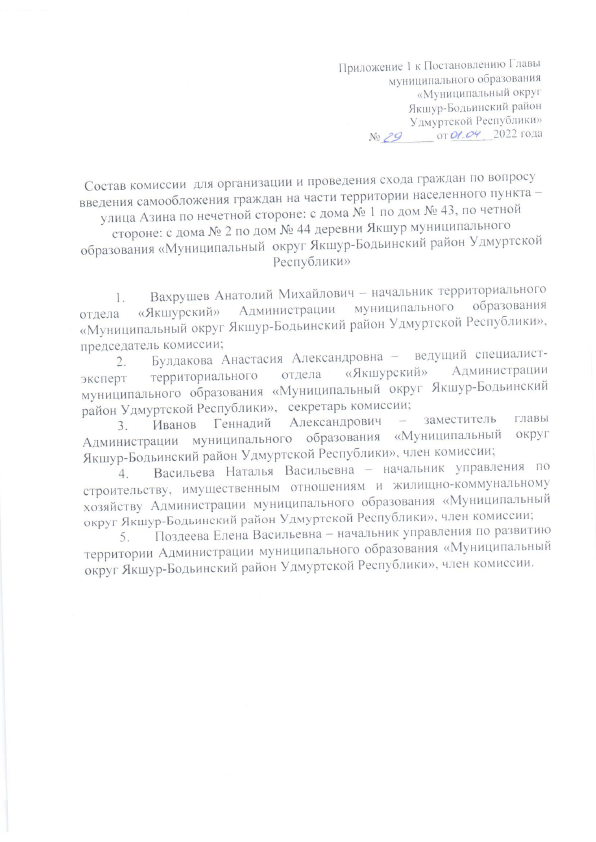 Приложение 1 к Постановлению Главы
муниципального образования
«Муниципальный округ
Якшур-Бодьинский район
Удмуртской Республики»
№ 29 от 01.04 2022 года
Состав комиссии для организации и проведения схода граждан по вопросу
введения самообложения граждан на части территории населенного пункта –
улица Азина по нечетной стороне: с дома № 1 по дом № 43, по четной
стороне: с дома № 2 по дом № 44 деревни Якшур муниципального
образования «Муниципальный округ Якшур-Бодьинский район Удмуртской
Республики»
1. Вахрушев Анатолий Михайлович – начальник территориального
отдела «Якшурский» Администрации муниципального образования
«Муниципальный округ Якшур-Бодьинский район Удмуртской Республики»,
председатель комиссии;
2. Булдакова Анастасия Александровна – ведущий специалист-
эксперт территориального отдела «Якшурский» Администрации
муниципального образования «Муниципальный округ Якшур-Бодьинский
район Удмуртской Республики», секретарь комиссии;
3. Иванов Геннадий Александрович – заместитель главы
Администрации муниципального образования «Муниципальный округ
Якшур-Бодьинский район Удмуртской Республики», член комиссии;
4. Васильева Наталья Васильевна – начальник управления по
строительству, имущественным отношениям и жилищно-коммунальному
хозяйству Администрации муниципального образования «Муниципальный
округ Якшур-Бодьинский район Удмуртской Республики», член комиссии;
5. Поздеева Елена Васильевна – начальник управления по развитию
территории Администрации муниципального образования «Муниципальный
округ Якшур-Бодьинский район Удмуртской Республики», член комиссии.